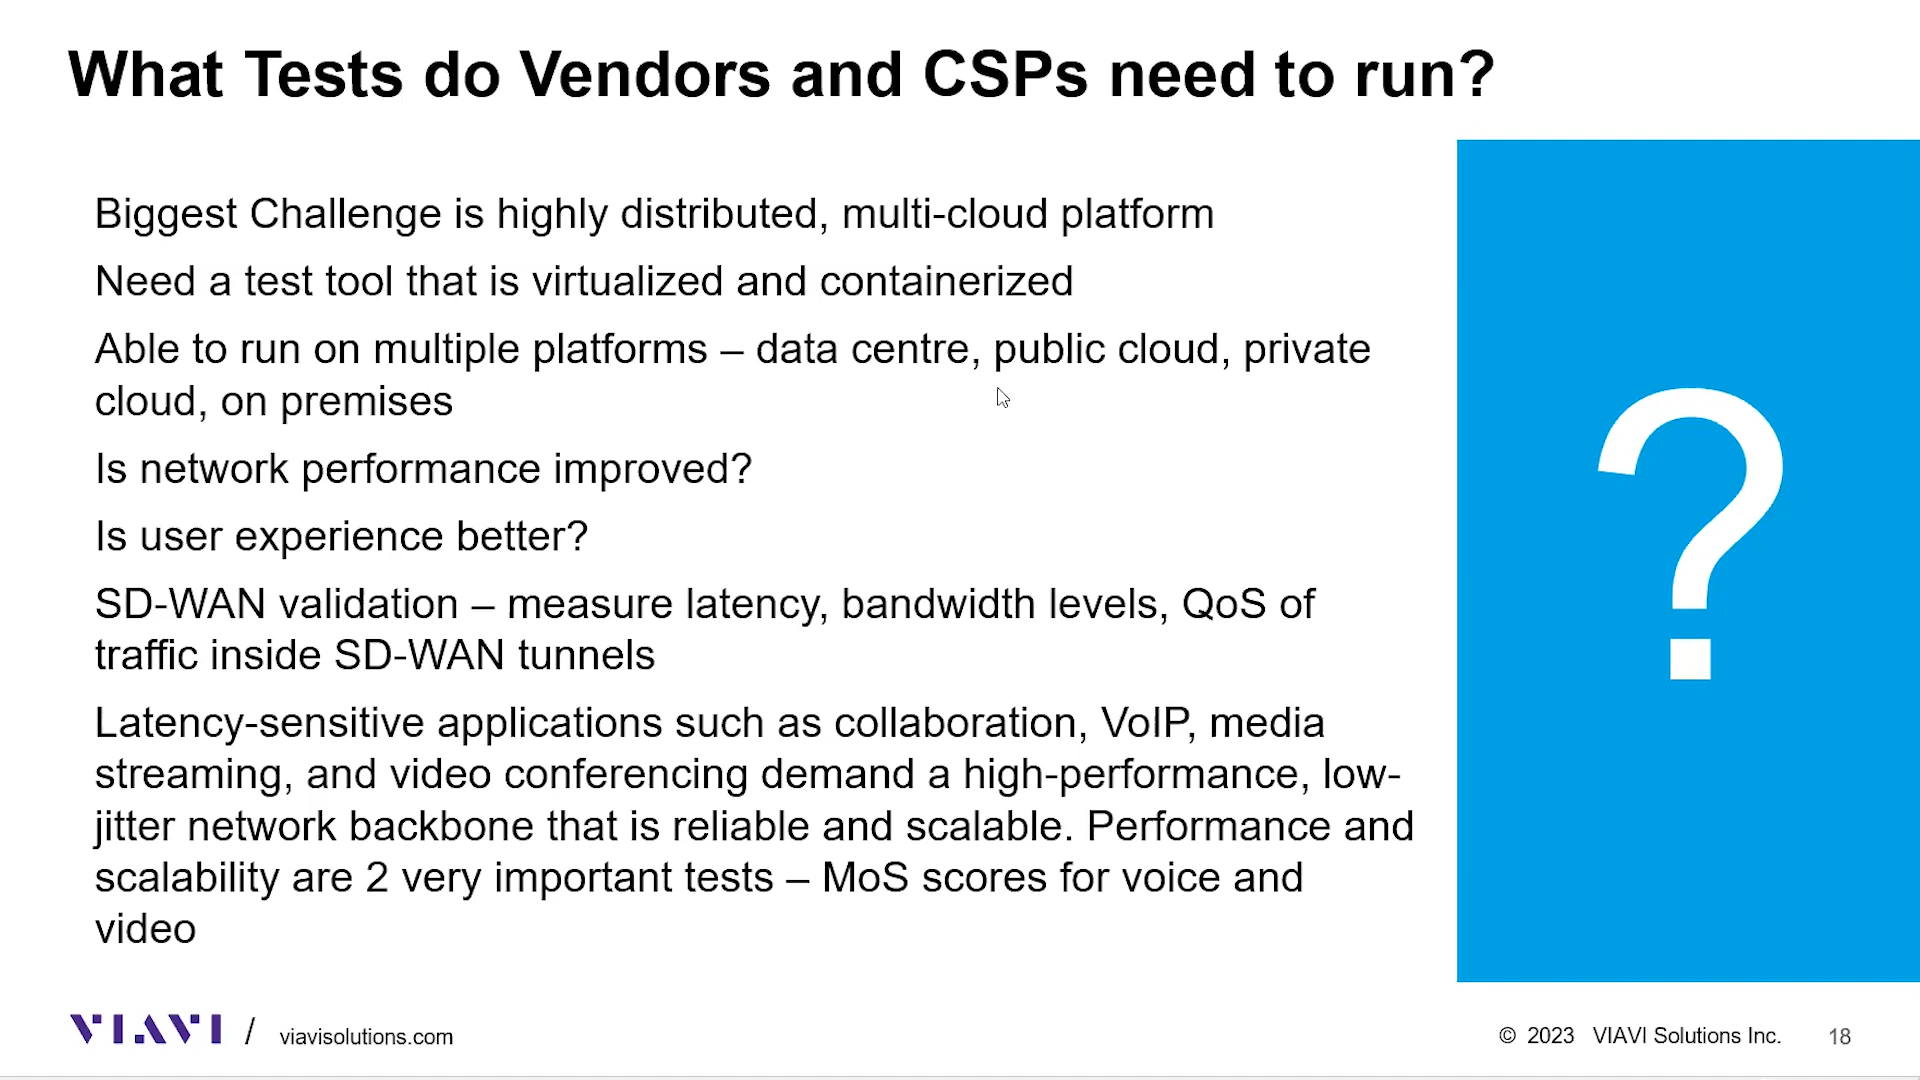 What Tests do Vendors and CSPs need to run?
Biggest Challenge is highly distributed, multi-cloud platform
Need a test tool that is virtualized and containerized
Able to run on multiple platforms – data centre, public cloud, private
cloud, on premises
Is network performance improved?
Is user experience better?
SD-WAN validation – measure latency, bandwidth levels, QoS of
traffic inside SD-WAN tunnels
Latency-sensitive applications such as collaboration, VoIP, media
streaming, and video conferencing demand a high-performance, low-
jitter network backbone that is reliable and scalable. Performance and
scalability are 2 very important tests – MoS scores for voice and
video
?
VIAVI / viavisolutions.com
© 2023 VIAVI Solutions Inc. 18